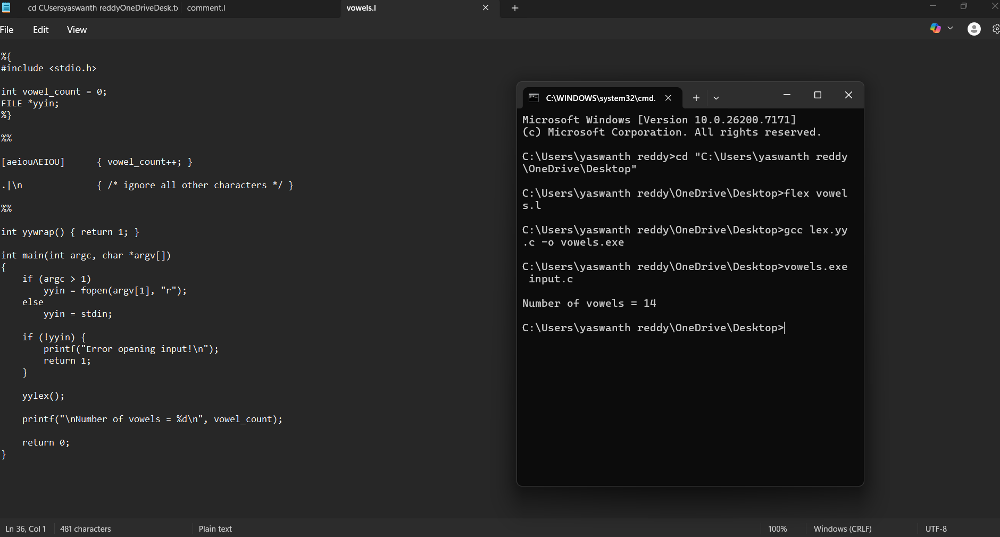 cd CUsersyaswanth reddyOneDriveDesk.tx
comment.l
vowels.l
File Edit View
%{
#include <stdio.h>
int vowel_count = 0;
FILE *yyin;
%}
%%
[aeiouAEIOU]      { vowel_count++; }
.|\n              { /* ignore all other characters */ }
%%
int yywrap() { return 1; }
int main(int argc, char *argv[])
{
    if (argc > 1)
        yyin = fopen(argv[1], "r");
    else
        yyin = stdin;
    if (!yyin) {
        printf("Error opening input!\n");
        return 1;
    }
    yylex();
    printf("\nNumber of vowels = %d\n", vowel_count);
    return 0;
}
C:\WINDOWS\system32\cmd.
Microsoft Windows [Version 10.0.26200.7171]
(c) Microsoft Corporation. All rights reserved.
C:\Users\yaswanth reddy>cd "C:\Users\yaswanth reddy
\OneDrive\Desktop"
C:\Users\yaswanth reddy\OneDrive\Desktop>flex vowel
s.l
C:\Users\yaswanth reddy\OneDrive\Desktop>gcc lex.yy
.c -o vowels.exe
C:\Users\yaswanth reddy\OneDrive\Desktop>vowels.exe
 input.c
Number of vowels = 14
C:\Users\yaswanth reddy\OneDrive\Desktop>
Ln 36, Col 1
481 characters
Plain text
100%
Windows (CRLF)
UTF-8